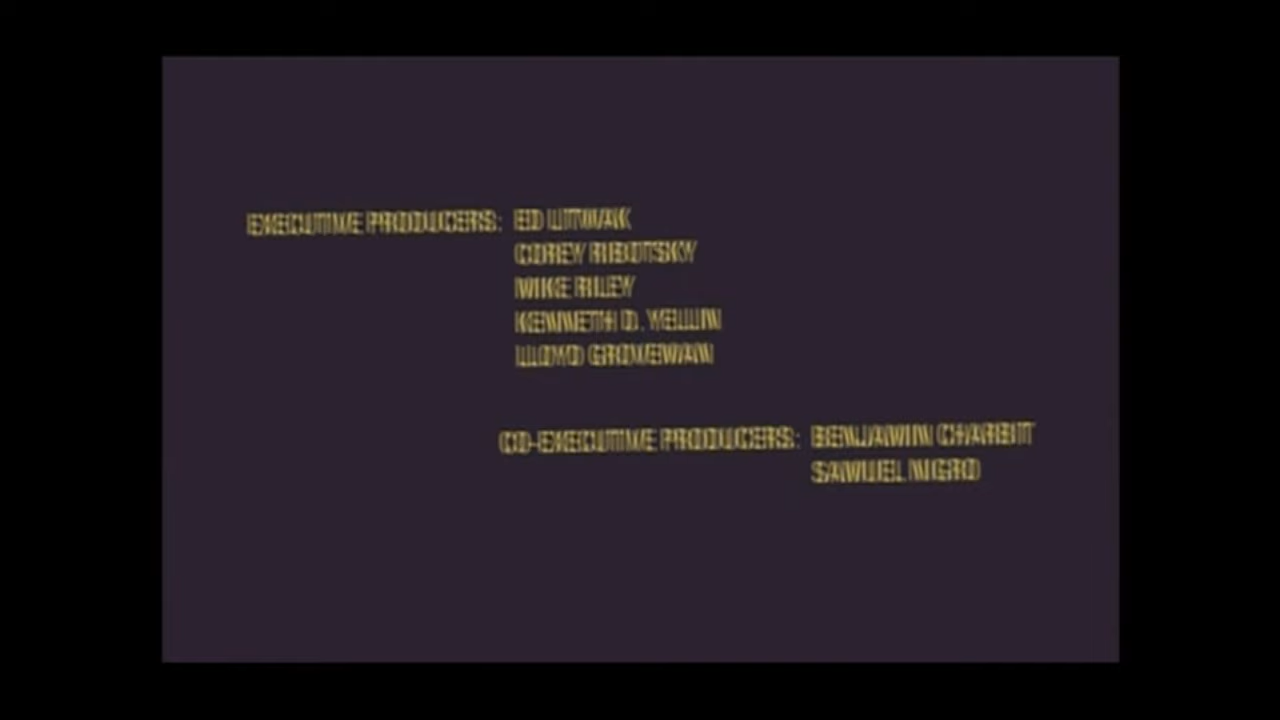 EXECUTIVE PRODUCERS: ED LITWAK
COREY RIBOTSKY
MIKE RILEY
KENNETH D. YELLIN
LLOYD GROVEMAN
CO-EXECUTIVE PRODUCERS: BENJAMIN CHARBIT
SAMUEL NIGRO